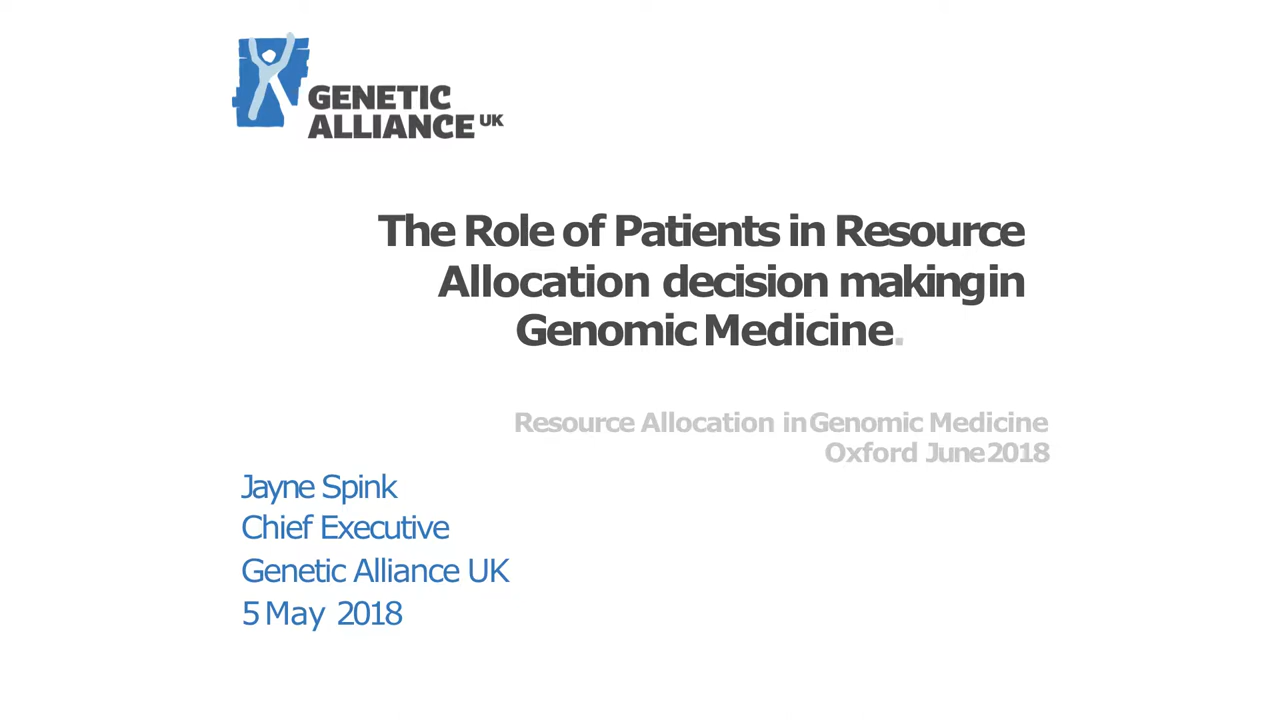 GENETIC
ALLIANCE UK
The Role of Patients in Resource
Allocation decision making in
Genomic Medicine.
Resource Allocation in Genomic Medicine
Oxford June 2018
Jayne Spink
Chief Executive
Genetic Alliance UK
5 May 2018